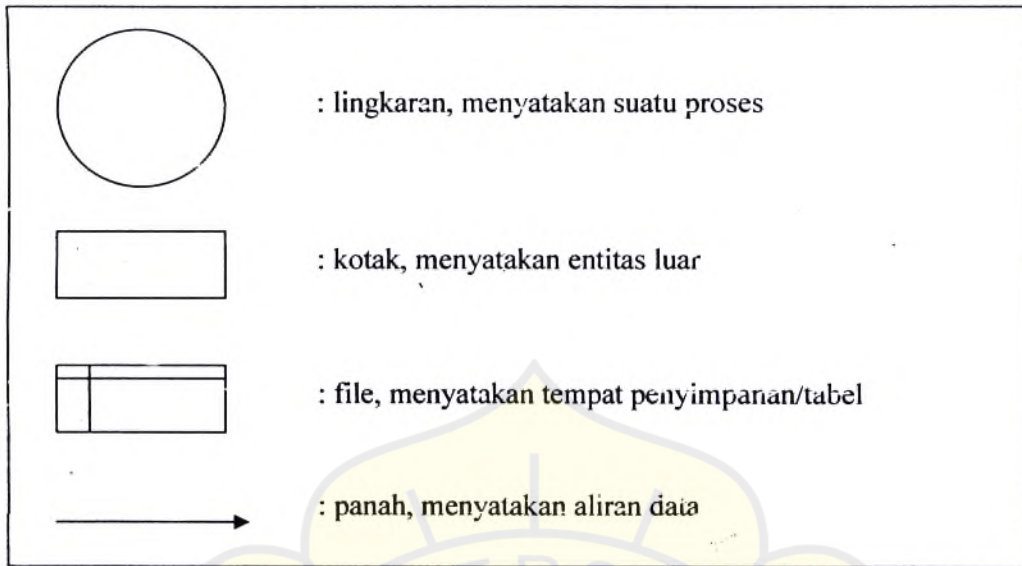 : lingkaran, menyatakan suatu proses
: kotak, menyatakan entitas luar
: file, menyatakan tempat penyimpanan/tabel
: panah, menyatakan aliran data